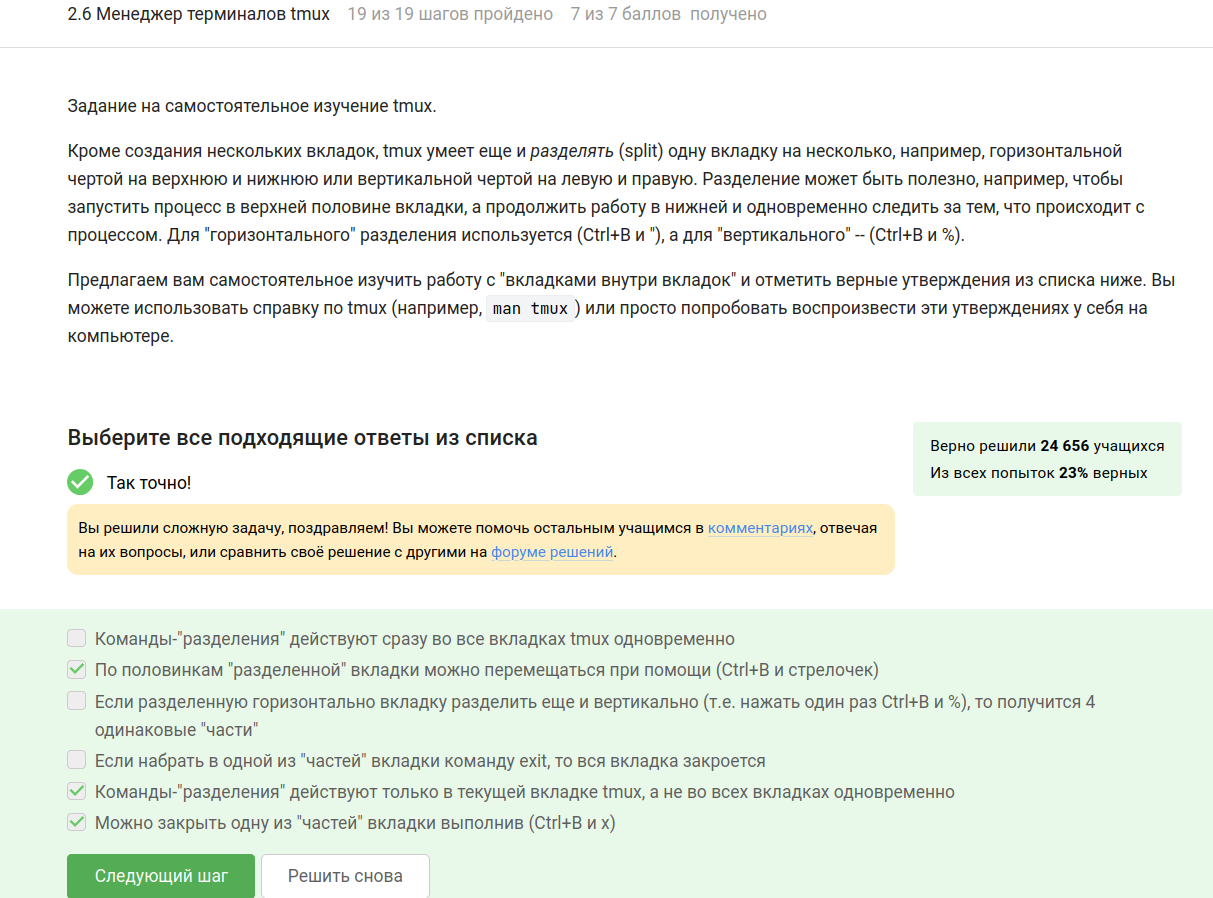 2.6 Менеджер терминалов tmux 19 из 19 шагов пройдено 7 из 7 баллов получено
Задание на самостоятельное изучение tmux.
Кроме создания нескольких вкладок, tmux умеет еще и разделять (split) одну вкладку на несколько, например, горизонтальной
чертой на верхнюю и нижнюю или вертикальной чертой на левую и правую. Разделение может быть полезно, например, чтобы
запустить процесс в верхней половине вкладки, а продолжить работу в нижней и одновременно следить за тем, что происходит с
процессом. Для "горизонтального" разделения используется (Ctrl+B и "), а для "вертикального" -- (Ctrl+B и %).
Предлагаем вам самостоятельное изучить работу с "вкладками внутри вкладок" и отметить верные утверждения из списка ниже. Вы
можете использовать справку по tmux (например, man tmux) или просто попробовать воспроизвести эти утверждениях у себя на
компьютере.
Выберите все подходящие ответы из списка
Верно решили 24 656 учащихся
Из всех попыток 23% верных
Так точно!
Вы решили сложную задачу, поздравляем! Вы можете помочь остальным учащимся в комментариях, отвечая
на их вопросы, или сравнить своё решение с другими на форуме решений.
Команды-"разделения" действуют сразу во все вкладках tmux одновременно
По половинкам "разделенной" вкладки можно перемещаться при помощи (Ctrl+B и стрелочек)
Если разделенную горизонтально вкладку разделить еще и вертикально (т.е. нажать один раз Ctrl+B и %), то получится 4
одинаковые "части"
Если набрать в одной из "частей" вкладки команду exit, то вся вкладка закроется
Команды-"разделения" действуют только в текущей вкладке tmux, а не во всех вкладках одновременно
Можно закрыть одну из "частей" вкладки выполнив (Ctrl+B и x)
Следующий шаг Решить снова